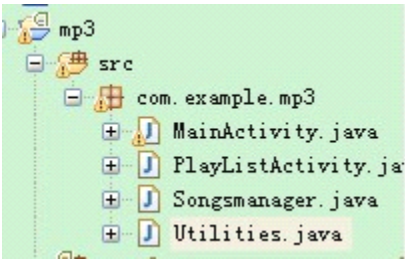 mp3
src
com.example.mp3
MainActivity.java
PlayListActivity.ja
Songsmanager.java
Utilities.java